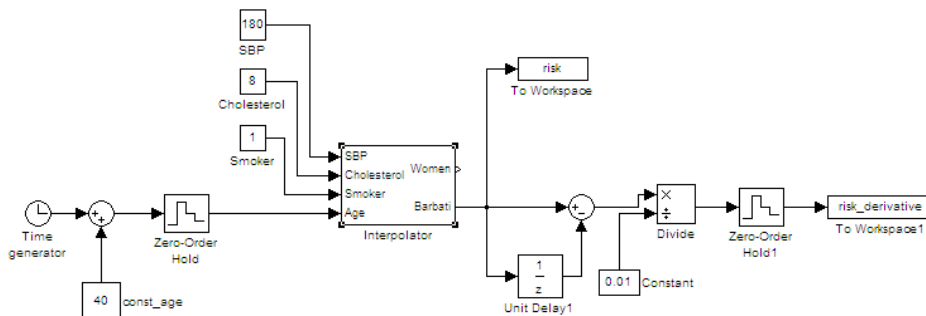 180
SBP
8
Cholesterol
1
Smoker
risk
To Workspace
SBP
Women
Cholesterol
Smoker
Age
Barbati
Interpolator
Time
generator
Zero-Order
Hold
40
const_age
1
z
Unit Delay1
0.01
Constant
Divide
Zero-Order
Hold1
risk_derivative
To Workspace1